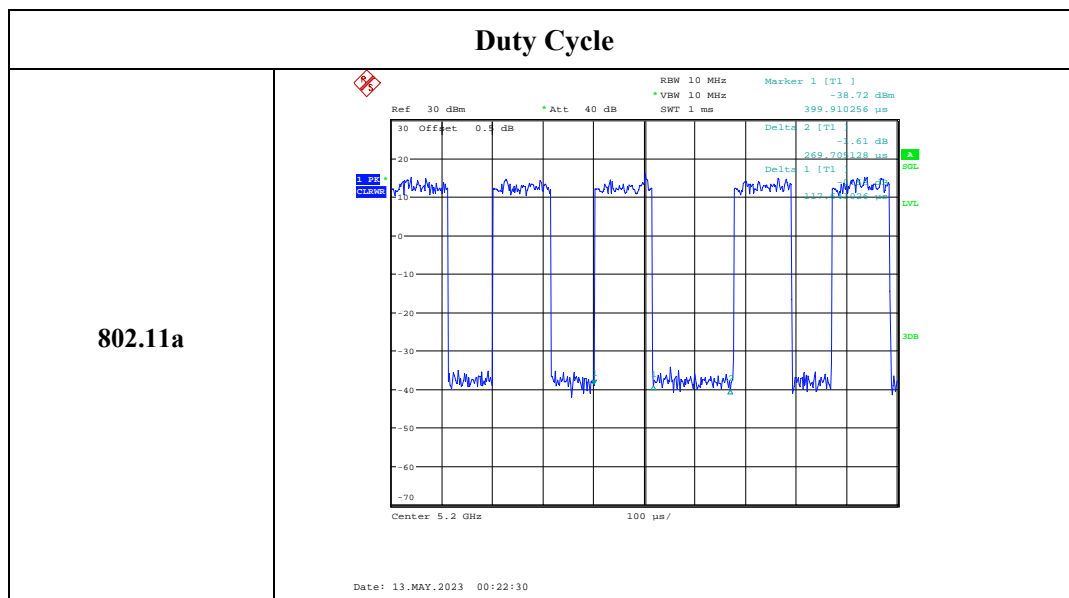 Duty Cycle
802.11a
R S
RBW 10 MHz
Marker 1 [T1 ]
* VBW 10 MHz
-38.72 dBm
Ref 30 dBm
* Att 40 dB
SWT 1 ms
399.910256 µs
30 Offset 0.5 dB
Delta 2 [T1 ]
-1.61 dB
269.705128 µs
A
SGL
20
Delta 1 [T1 ]
1 PK *
CLRWR
10
LVL
0
-10
-20
3DB
-30
-40
-50
-60
-70
Center 5.2 GHz
100 µs/
Date: 13.MAY.2023 00:22:30